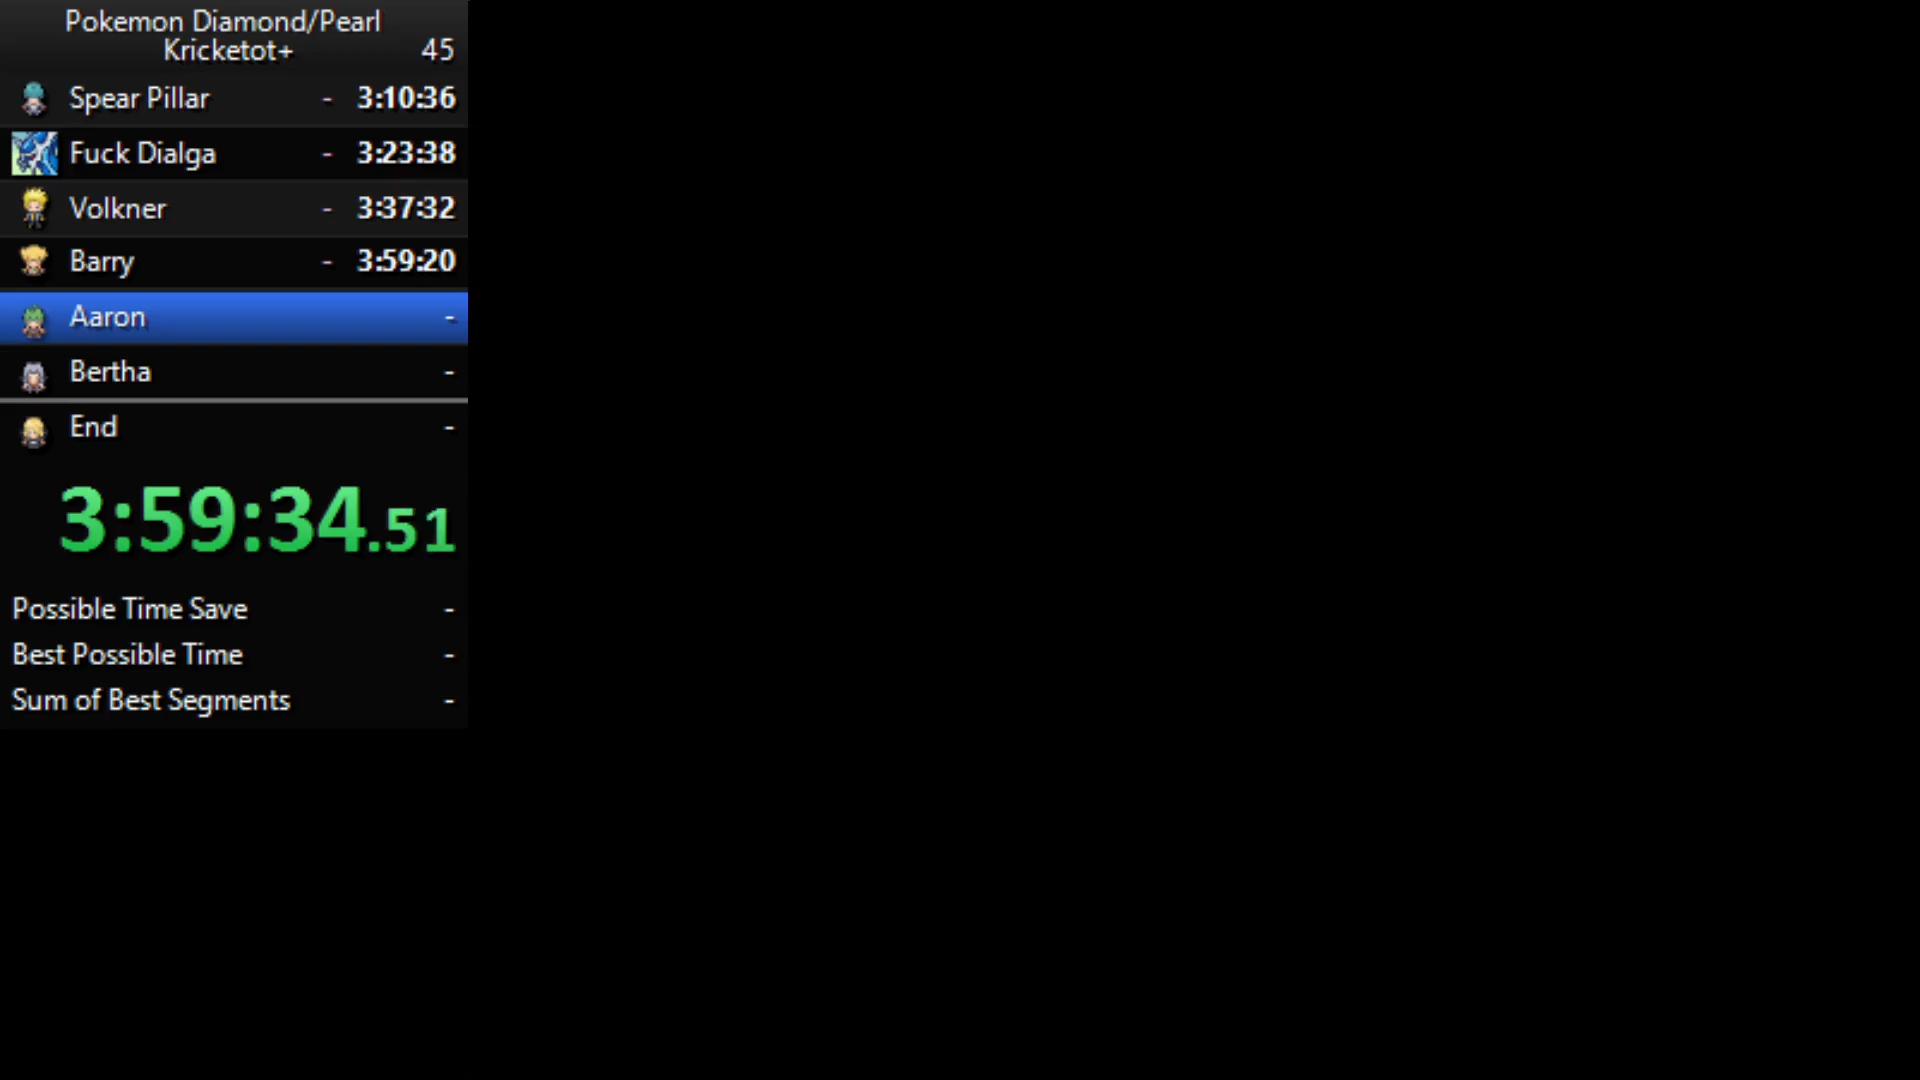 Pokemon Diamond/Pearl
Kricketot+ 45
Spear Pillar - 3:10:36
Fuck Dialga - 3:23:38
Volkner - 3:37:32
Barry - 3:59:20
Aaron -
Bertha -
End -
3:59:34.51
Possible Time Save -
Best Possible Time -
Sum of Best Segments -